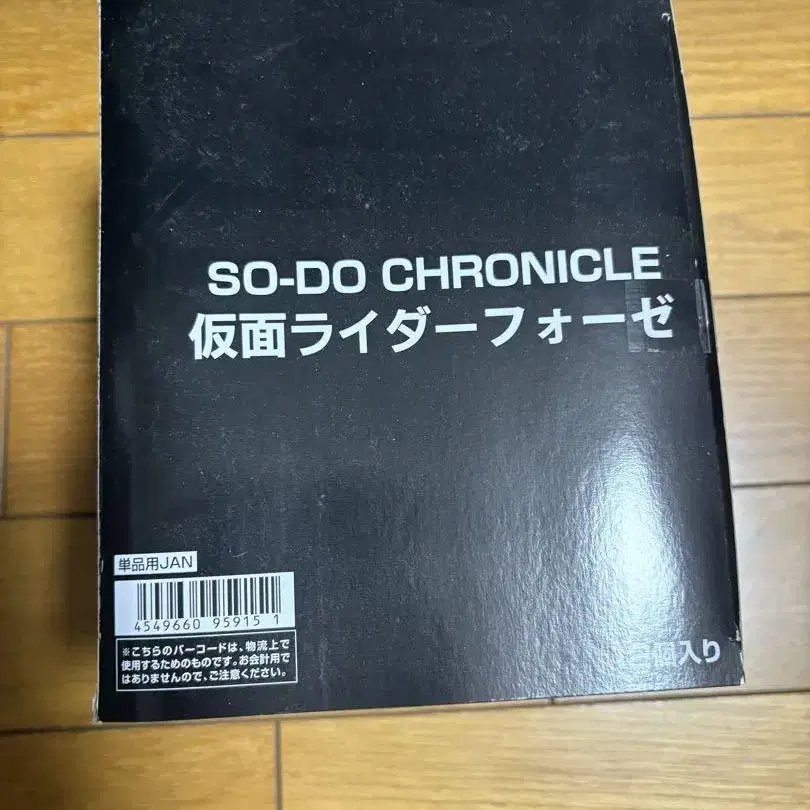 SO-DO CHRONICLE
仮面ライダーフォーゼ
単品用JAN
4549660 95915 1
※こちらのバーコードは、物流上で
使用するためのものです。お会計用で
はありませんので、ご注意ください。
入り